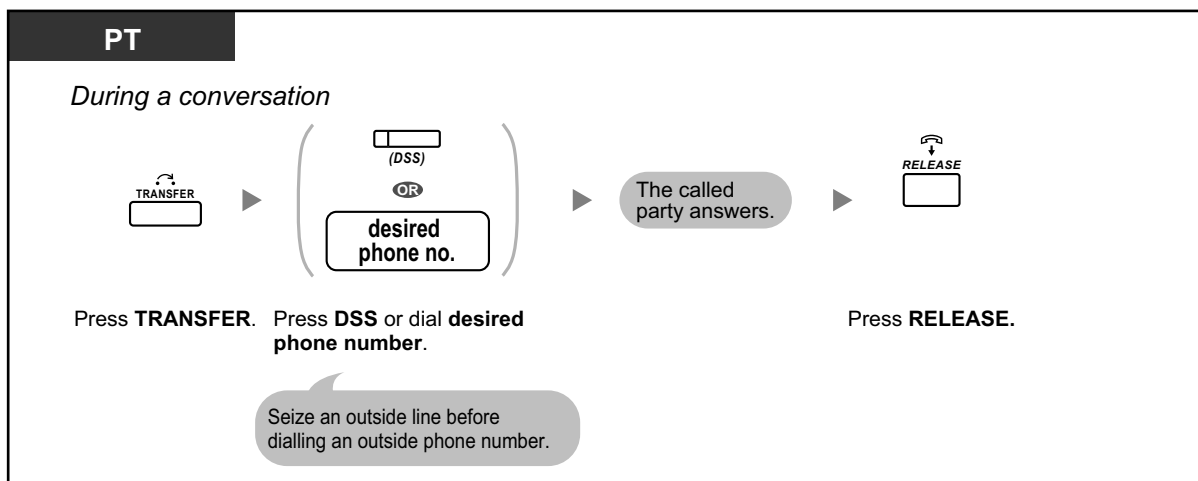 PT
During a conversation
TRANSFER
(DSS)
OR
desired
phone no.
The called
party answers.
RELEASE
Press TRANSFER.
Press DSS or dial desired
phone number.
Press RELEASE.
Seize an outside line before
dialling an outside phone number.